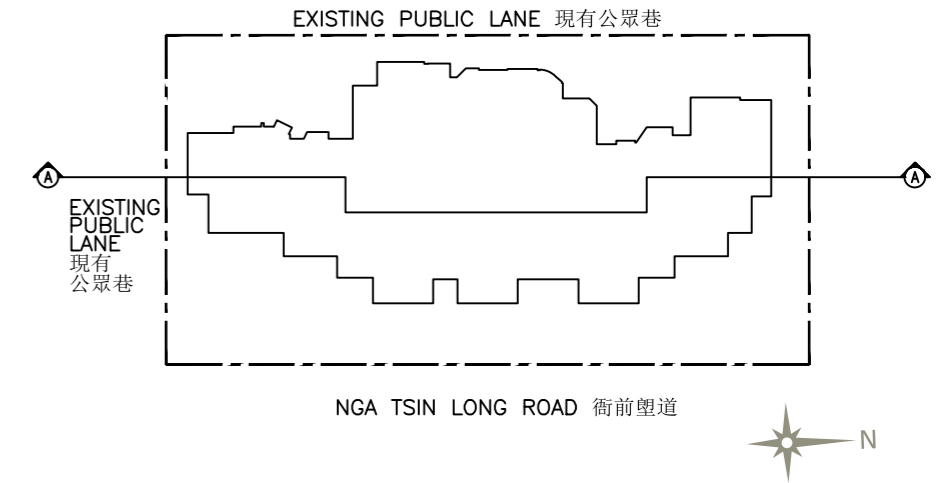 EXISTING PUBLIC LANE 現有公眾巷
A
A
EXISTING
PUBLIC
LANE
現有
公眾巷
NGA TSIN LONG ROAD 衙前塱道
N